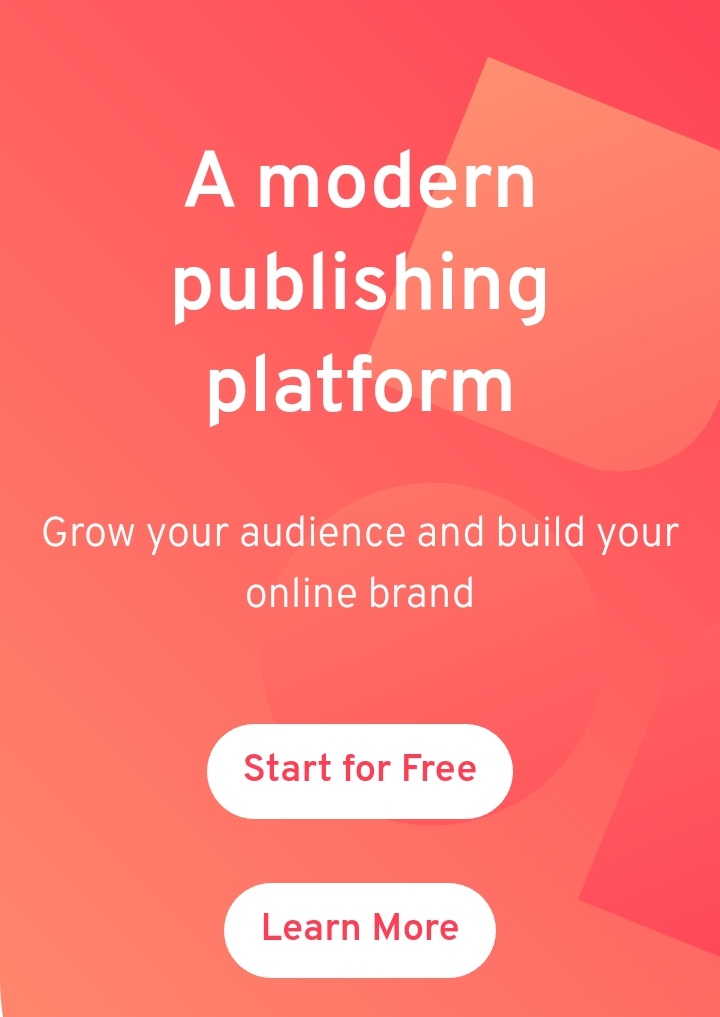 A modern
publishing
platform
Grow your audience and build your
online brand
Start for Free
Learn More